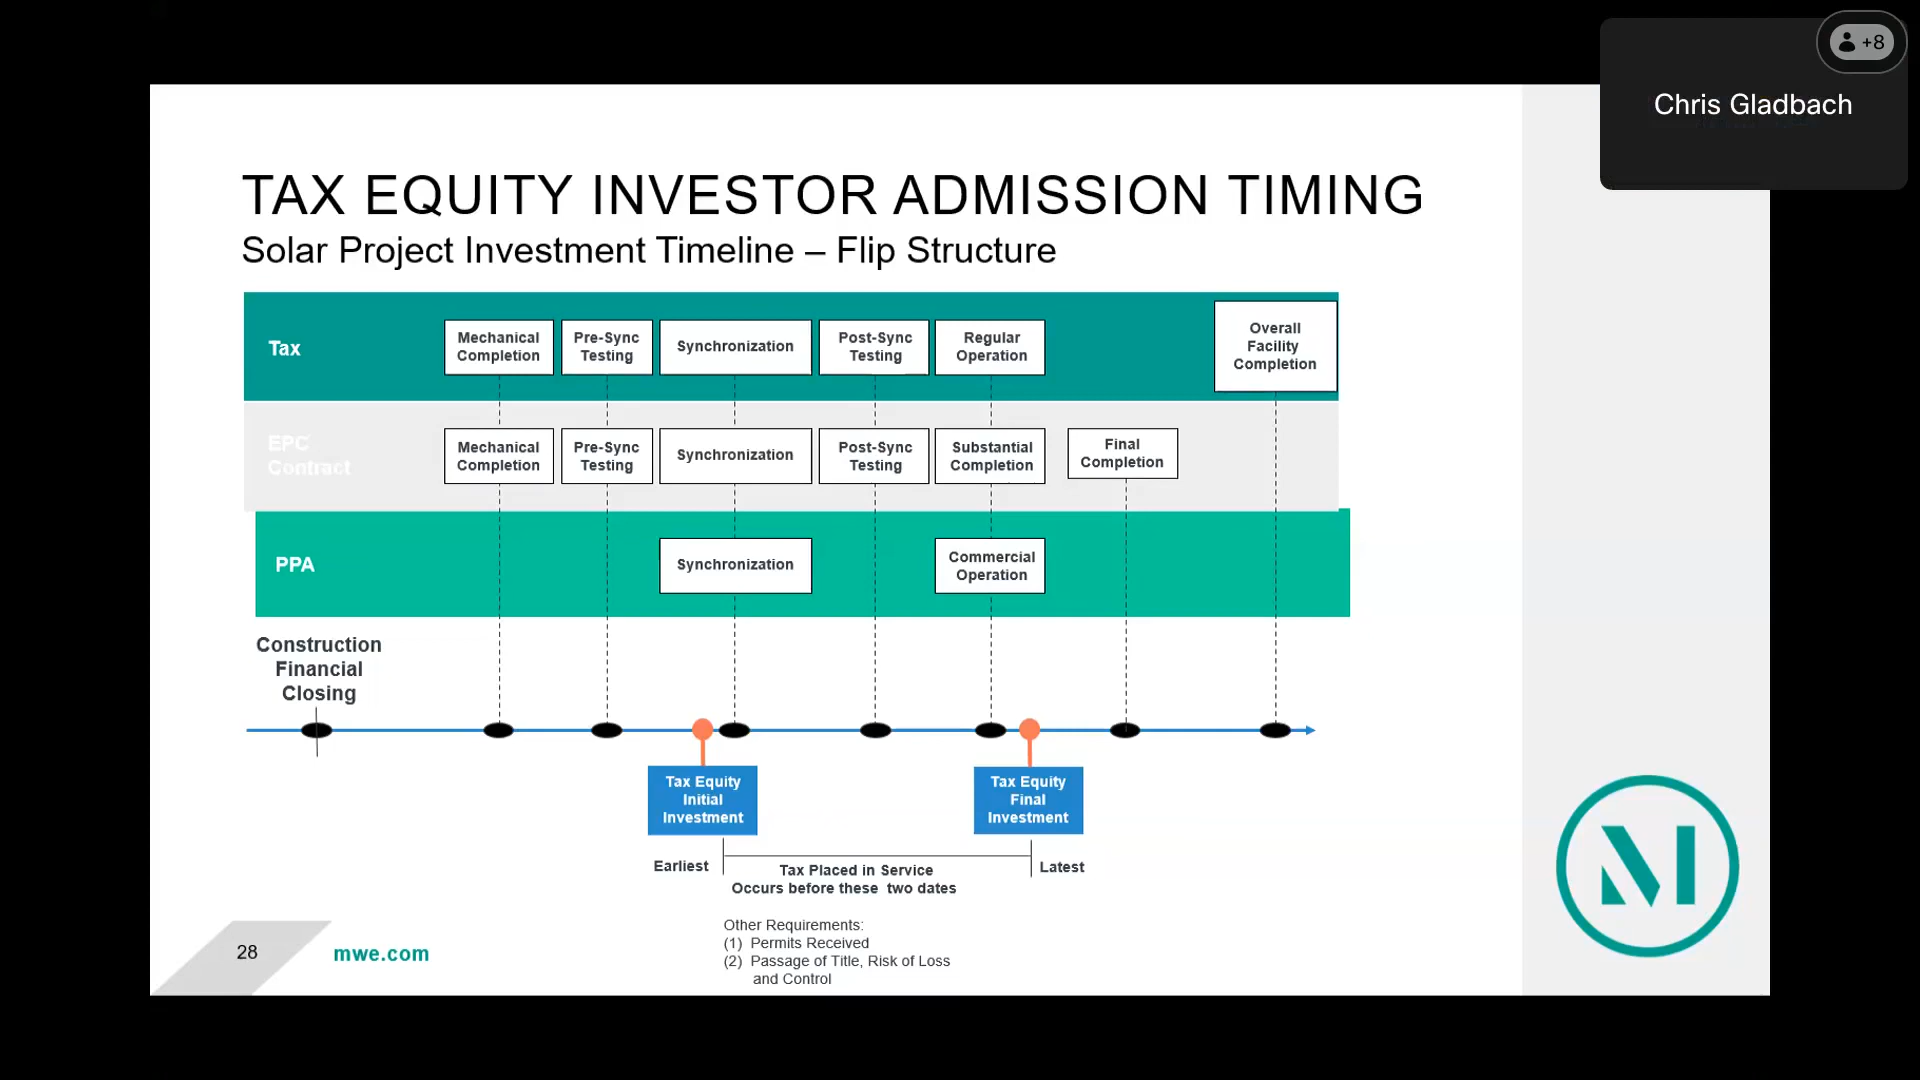 +8
Chris Gladbach
TAX EQUITY INVESTOR ADMISSION TIMING
Solar Project Investment Timeline – Flip Structure
Tax
Mechanical
Completion
Pre-Sync
Testing
Synchronization
Post-Sync
Testing
Regular
Operation
Overall
Facility
Completion
EPC
Contract
Mechanical
Completion
Pre-Sync
Testing
Synchronization
Post-Sync
Testing
Substantial
Completion
Final
Completion
PPA
Synchronization
Commercial
Operation
Construction
Financial
Closing
Tax Equity
Initial
Investment
Tax Equity
Final
Investment
Earliest
Tax Placed in Service
Occurs before these two dates
Latest
Other Requirements:
(1) Permits Received
(2) Passage of Title, Risk of Loss
and Control
28
mwe.com
M